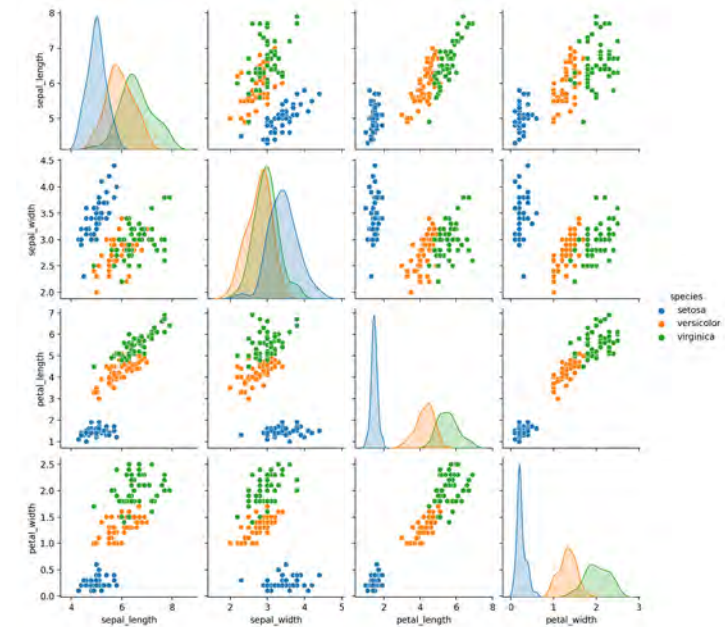 8
7
6
5
sepal_length
4.5
4.0
3.5
3.0
2.5
2.0
sepal_width
species
setosa
versicolor
virginica
7
6
5
4
3
2
1
petal_length
2.5
2.0
1.5
1.0
0.5
0.0
petal_width
4 6 8
2 3 4 5
2 4 6 8
0 1 2 3
sepal_length sepal_width petal_length petal_width